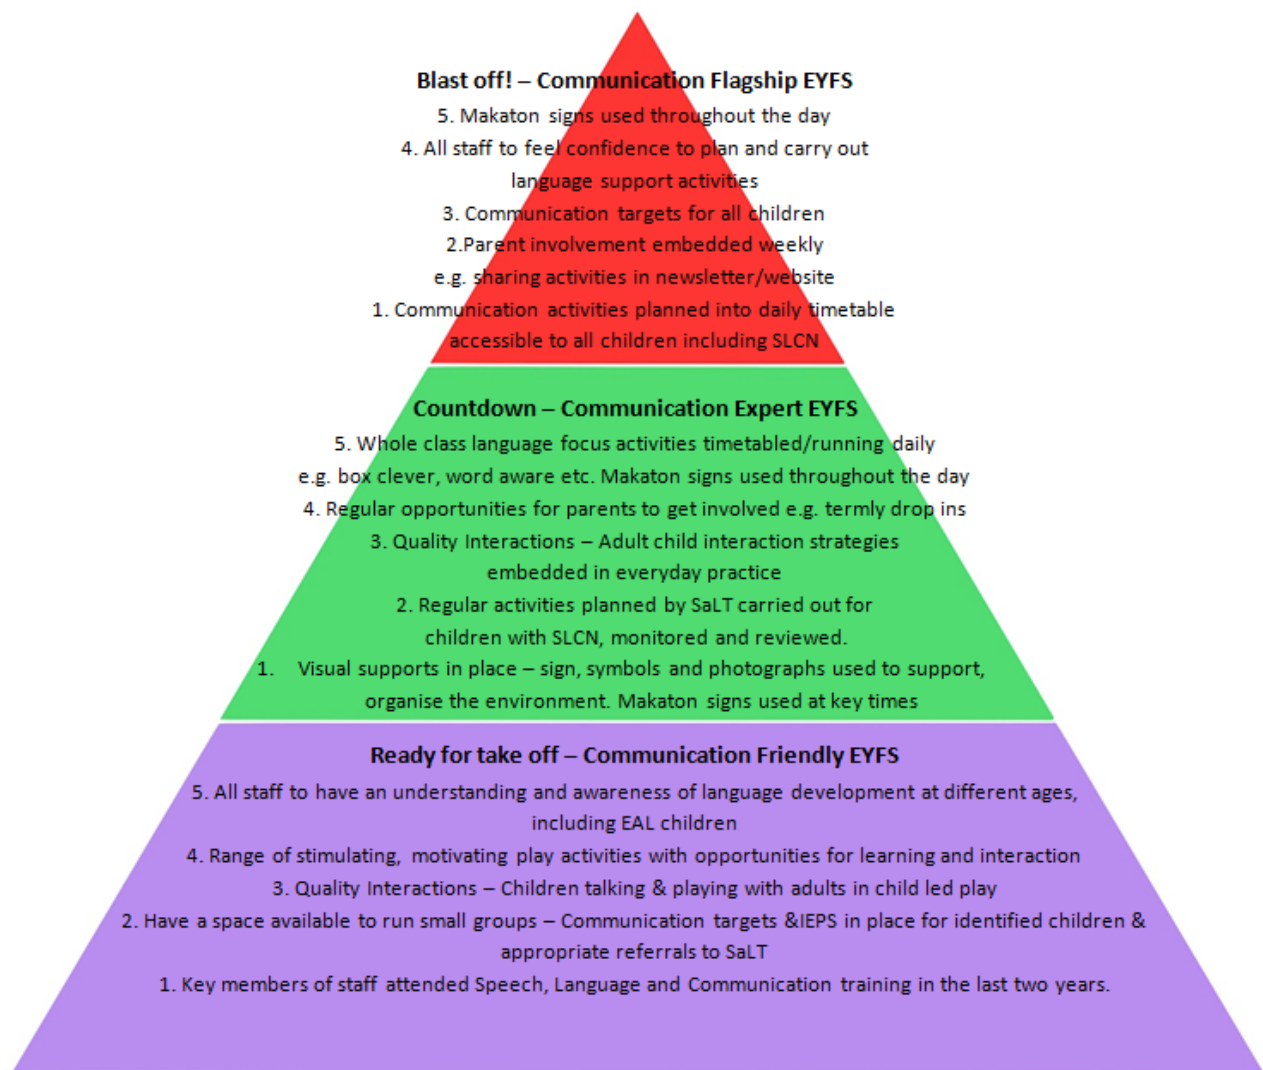 Blast off! – Communication Flagship EYFS
5. Makaton signs used throughout the day
4. All staff to feel confidence to plan and carry out
language support activities
3. Communication targets for all children
2.Parent involvement embedded weekly
e.g. sharing activities in newsletter/website
1. Communication activities planned into daily timetable
accessible to all children including SLCN
Countdown – Communication Expert EYFS
5. Whole class language focus activities timetabled/running daily
e.g. box clever, word aware etc. Makaton signs used throughout the day
4. Regular opportunities for parents to get involved e.g. termly drop ins
3. Quality Interactions – Adult child interaction strategies
embedded in everyday practice
2. Regular activities planned by SaLT carried out for
children with SLCN, monitored and reviewed.
1. Visual supports in place – sign, symbols and photographs used to support,
organise the environment. Makaton signs used at key times
Ready for take off – Communication Friendly EYFS
5. All staff to have an understanding and awareness of language development at different ages,
including EAL children
4. Range of stimulating, motivating play activities with opportunities for learning and interaction
3. Quality Interactions – Children talking & playing with adults in child led play
2. Have a space available to run small groups – Communication targets &IEPS in place for identified children &
appropriate referrals to SaLT
1. Key members of staff attended Speech, Language and Communication training in the last two years.